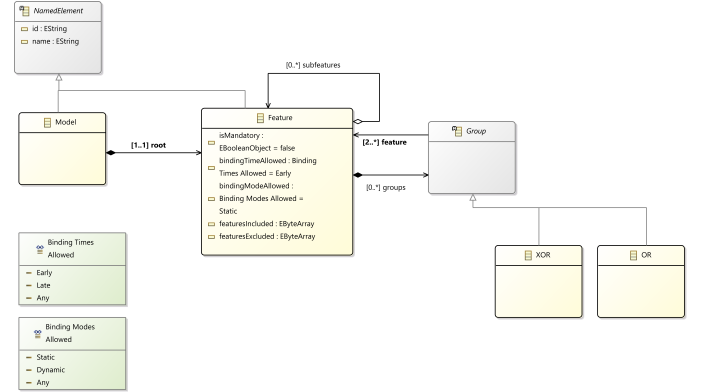 NamedElement
id : EString
name : EString
[0..*] subfeatures
Model
[1..1] root
Feature
isMandatory :
EBooleanObject = false
bindingTimeAllowed : Binding
Times Allowed = Early
bindingModeAllowed :
Binding Modes Allowed =
Static
featuresIncluded : EByteArray
featuresExcluded : EByteArray
[2..*] feature
[0..*] groups
Group
XOR
OR
Binding Times
Allowed
Early
Late
Any
Binding Modes
Allowed
Static
Dynamic
Any